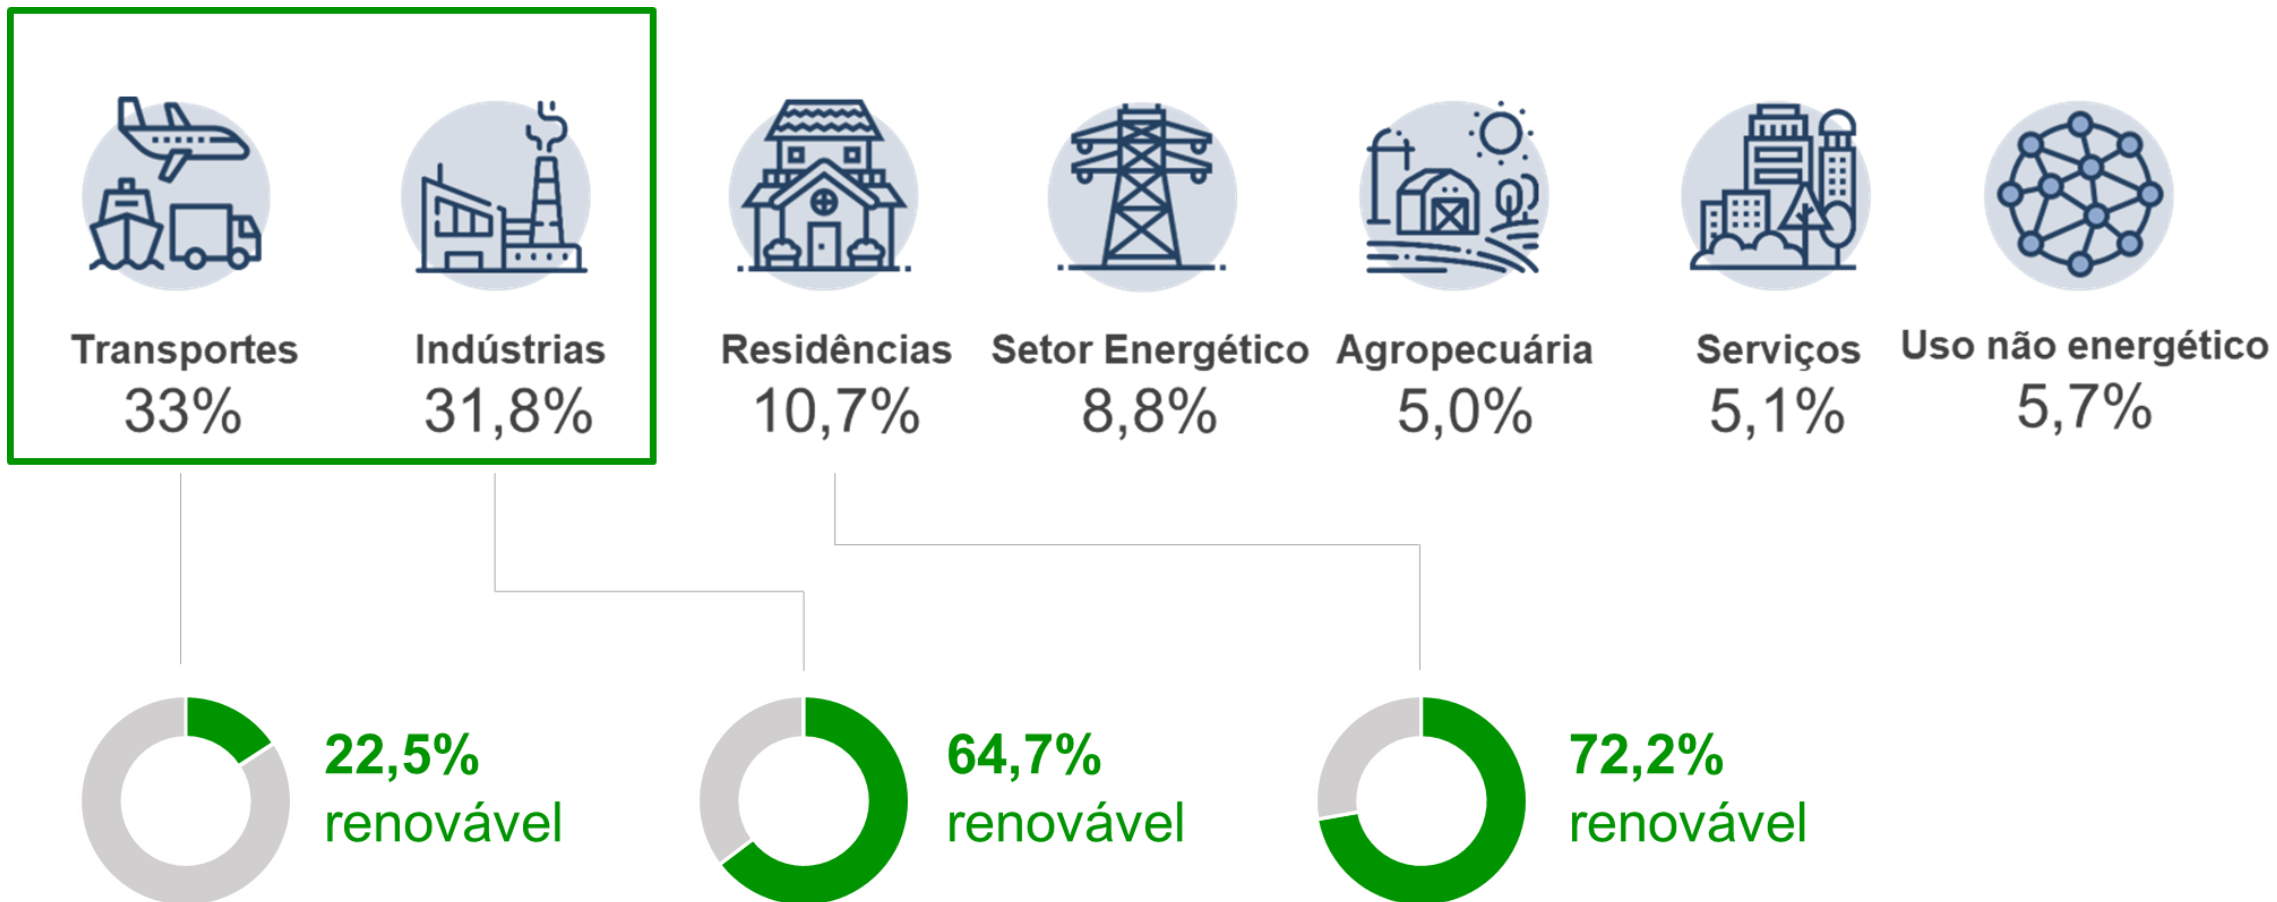 Transportes
33%
Indústrias
31,8%
Residências
10,7%
Setor Energético
8,8%
Agropecuária
5,0%
Serviços
5,1%
Uso não energético
5,7%
22,5%
renovável
64,7%
renovável
72,2%
renovável